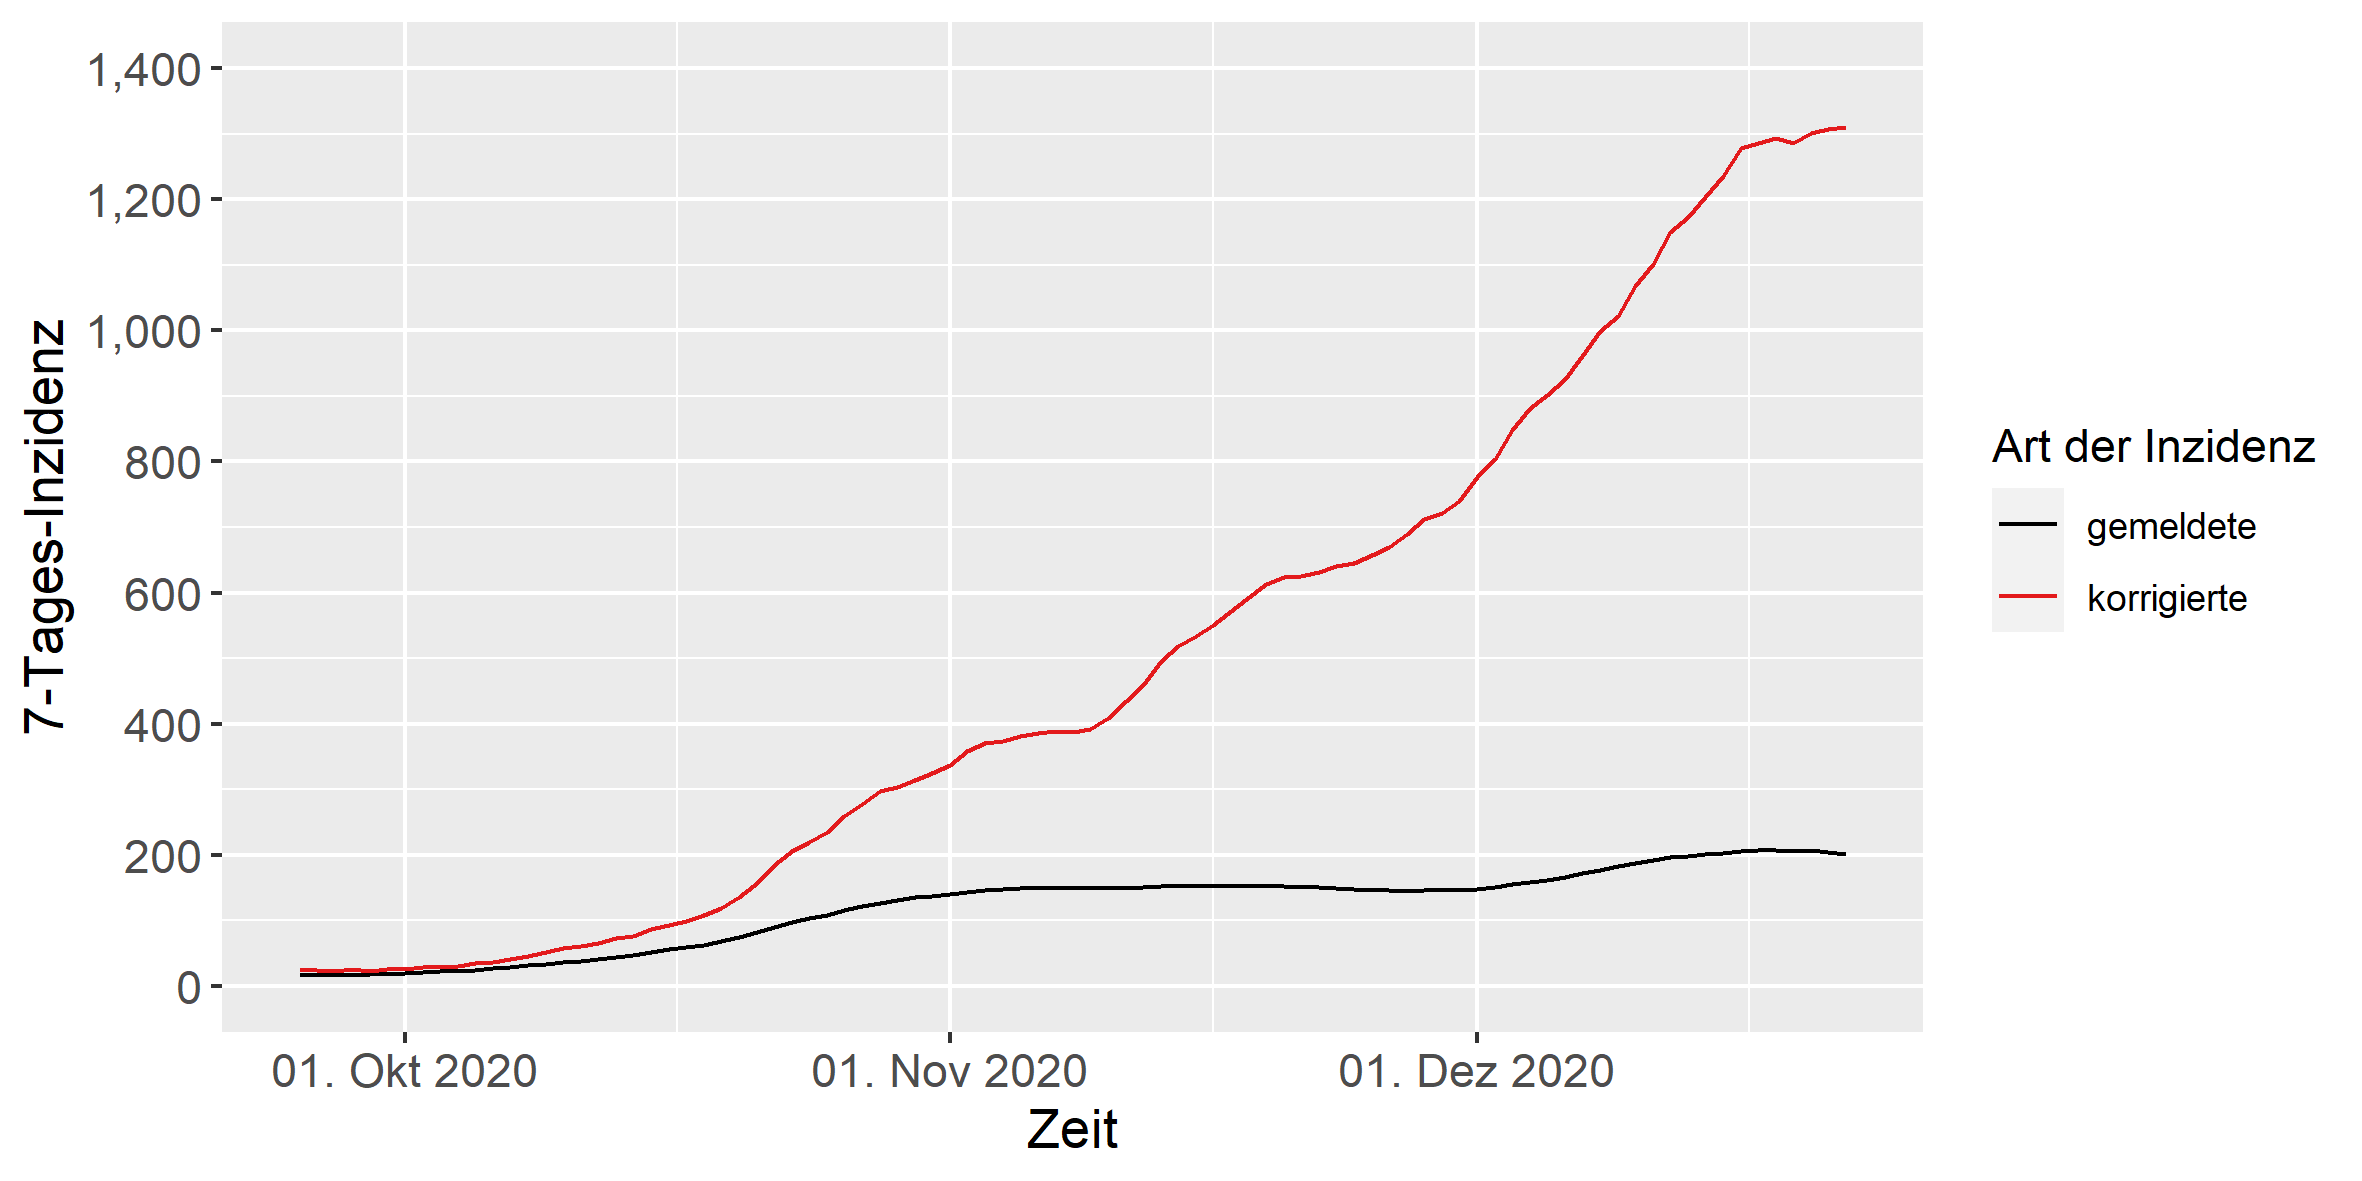 1,400
1,200
1,000
800
600
400
200
0
7-Tages-Inzidenz
01. Okt 2020
01. Nov 2020
01. Dez 2020
Zeit
Art der Inzidenz
gemeldete
korrigierte